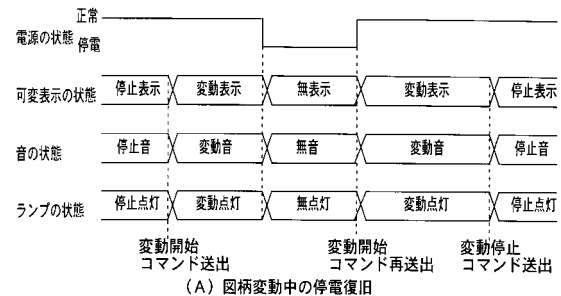 正常
電源の状態 停電
可変表示の状態 停止表示 変動表示 無表示 変動表示 停止表示
音の状態 停止音 変動音 無音 変動音 停止音
ランプの状態 停止点灯 変動点灯 無点灯 変動点灯 停止点灯
変動開始 変動開始 変動停止
コマンド送出 コマンド再送出 コマンド送出
(A) 図柄変動中の停電復旧